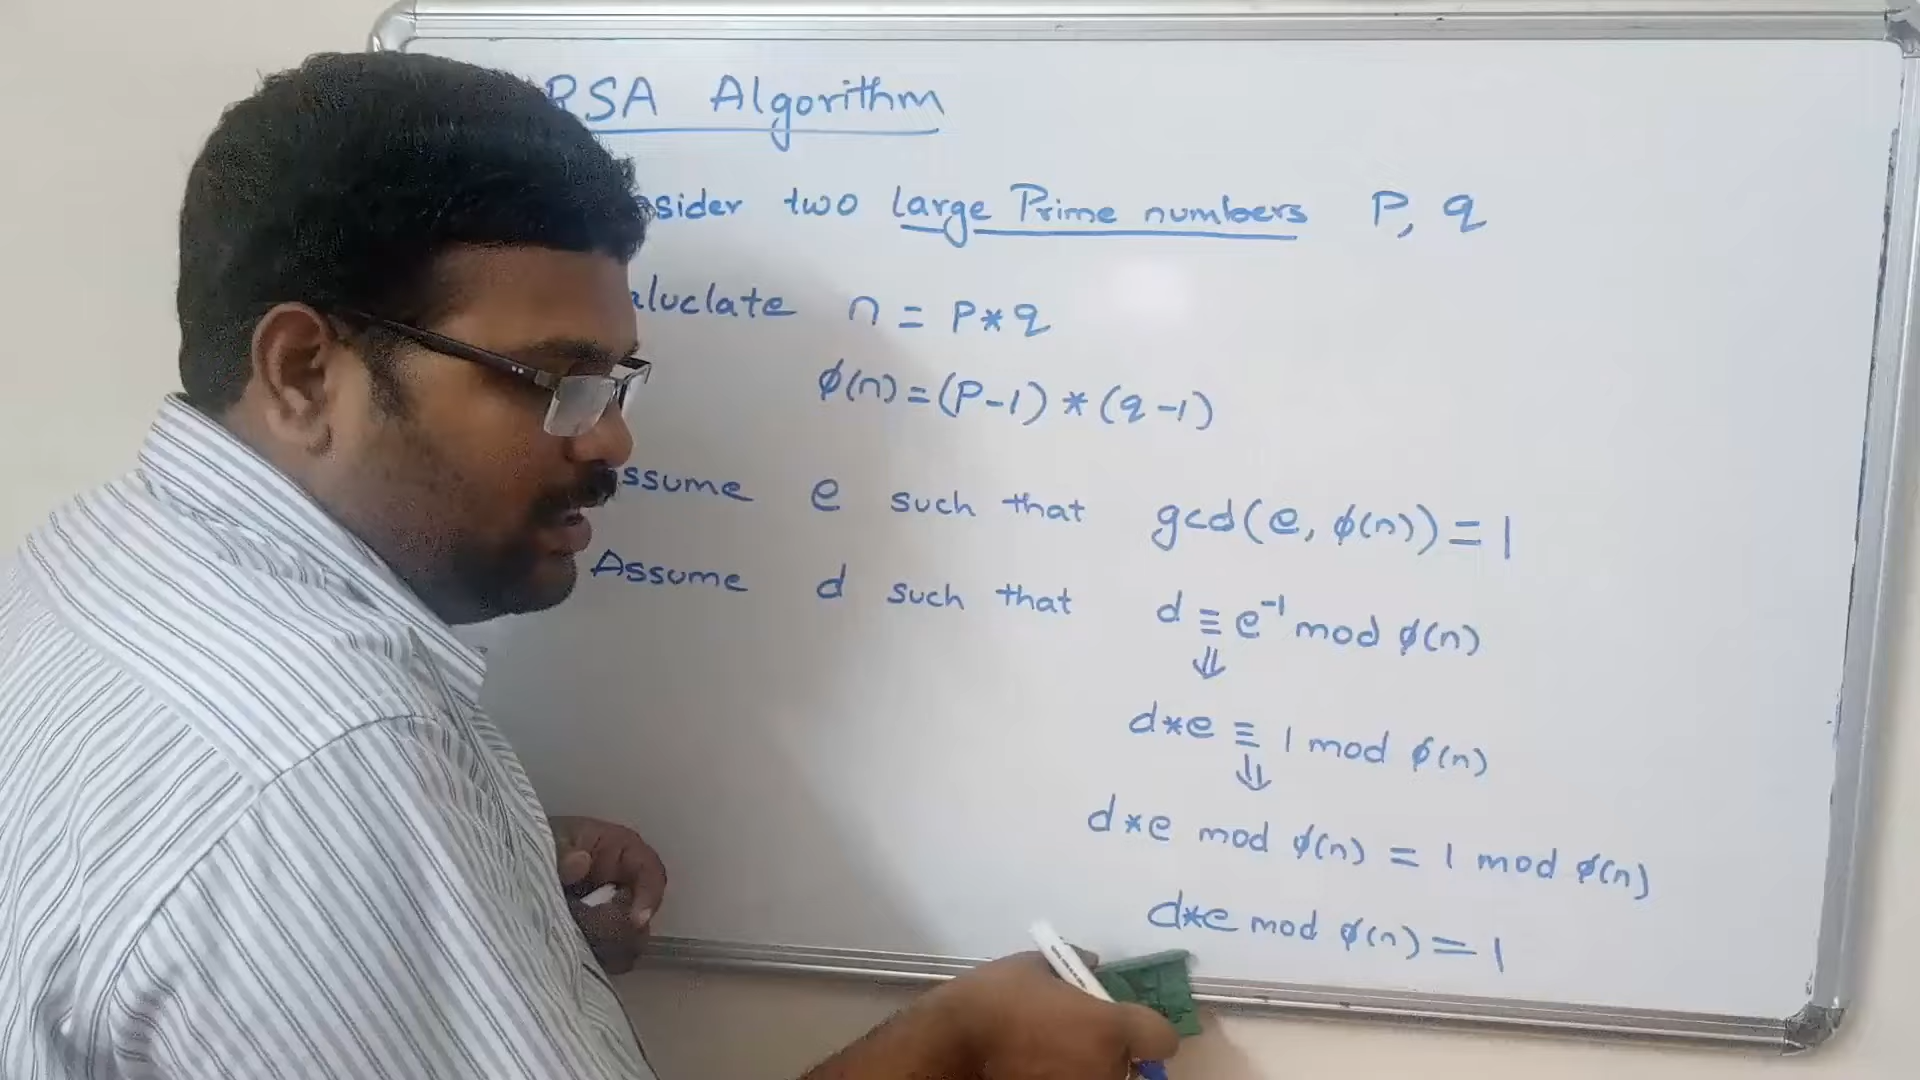 RSA Algorithm
sider two large Prime numbers P, q
aluclate n = P*q
ϕ(n) = (P-1) * (q-1)
ssume e such that gcd(e, ϕ(n)) = 1
Assume d such that d ≡ e⁻¹ mod ϕ(n)
⇓
d*e ≡ 1 mod ϕ(n)
⇓
d*e mod ϕ(n) = 1 mod ϕ(n)
d*e mod ϕ(n) = 1